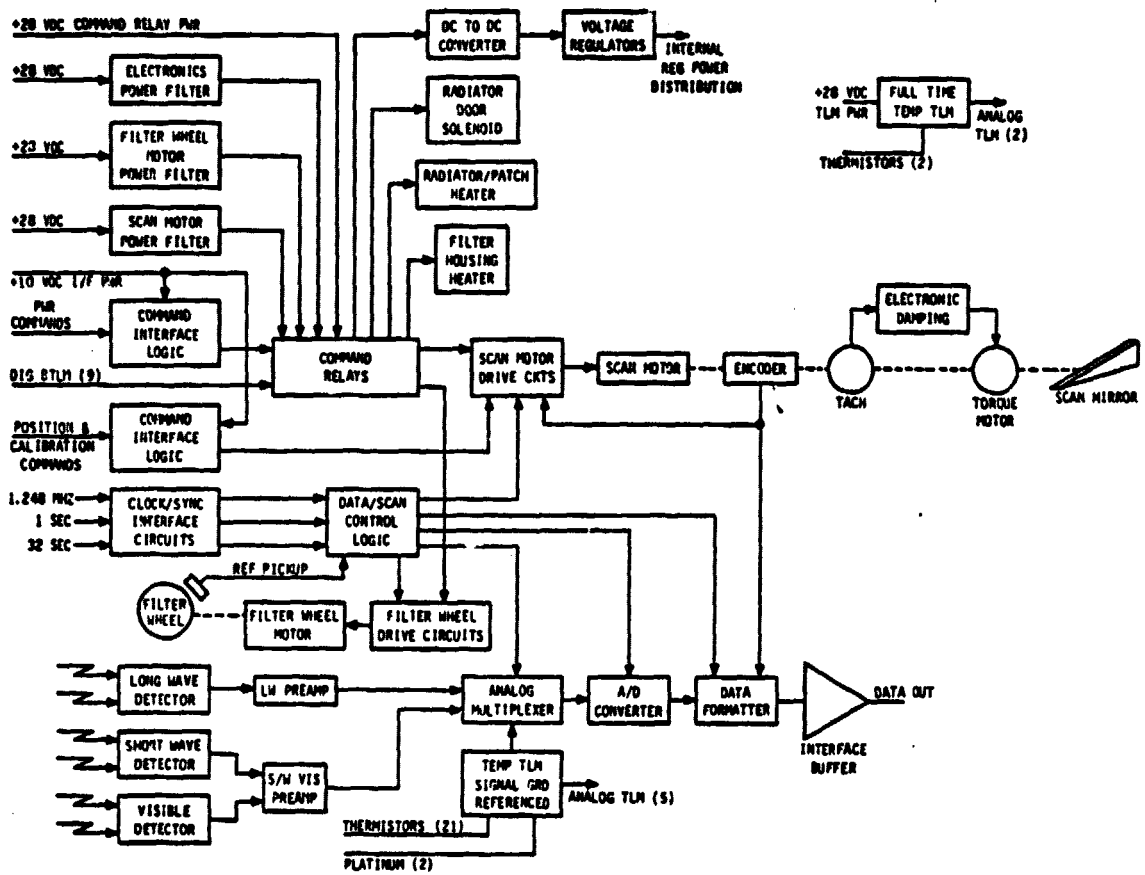 +28 VDC COMMAND RELAY PWR
DC TO DC
CONVERTER
VOLTAGE
REGULATORS
INTERNAL
REG POWER
DISTRIBUTION
+28 VDC
ELECTRONICS
POWER FILTER
RADIATOR
DOOR
SOLENOID
+28 VDC
TLM PWR
FULL TIME
TEMP TLM
ANALOG
TLM (2)
THERMISTORS (2)
+23 VDC
FILTER WHEEL
MOTOR
POWER FILTER
RADIATOR/PATCH
HEATER
+28 VDC
SCAN MOTOR
POWER FILTER
FILTER
HOUSING
HEATER
+10 VDC I/F PWR
PWR
COMMANDS
COMMAND
INTERFACE
LOGIC
COMMAND
RELAYS
SCAN MOTOR
DRIVE CKTS
SCAN MOTOR
ENCODER
ELECTRONIC
DAMPING
TACH
TORQUE
MOTOR
SCAN MIRROR
DIG BTLM (9)
POSITION &
CALIBRATION
COMMANDS
COMMAND
INTERFACE
LOGIC
1.248 MHZ
1 SEC
32 SEC
CLOCK/SYNC
INTERFACE
CIRCUITS
DATA/SCAN
CONTROL
LOGIC
REF PICKUP
FILTER
WHEEL
FILTER WHEEL
MOTOR
FILTER WHEEL
DRIVE CIRCUITS
LONG WAVE
DETECTOR
LW PREAMP
ANALOG
MULTIPLEXER
A/D
CONVERTER
DATA
FORMATTER
DATA OUT
INTERFACE
BUFFER
SHORT WAVE
DETECTOR
S/W VIS
PREAMP
TEMP TLM
SIGNAL GRD
REFERENCED
ANALOG TLM (5)
VISIBLE
DETECTOR
THERMISTORS (21)
PLATINUM (2)